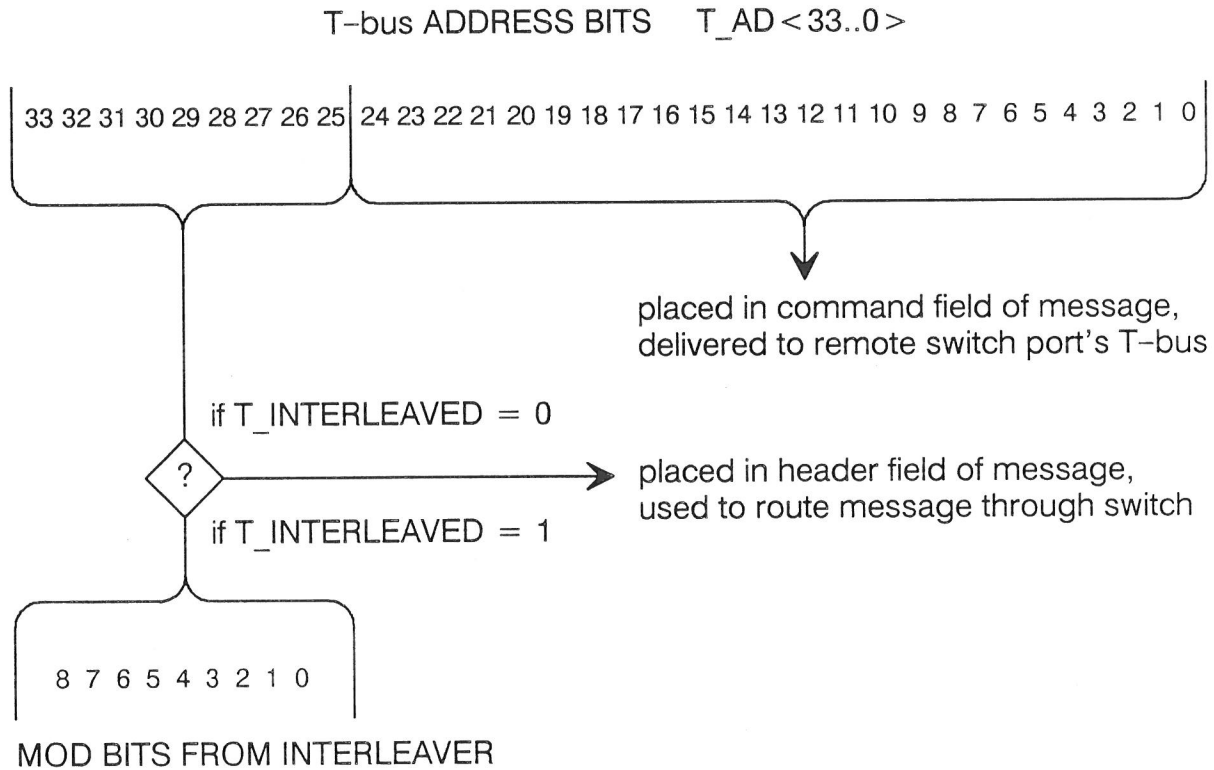 T-bus ADDRESS BITS T_AD<33..0>
33 32 31 30 29 28 27 26 25 24 23 22 21 20 19 18 17 16 15 14 13 12 11 10 9 8 7 6 5 4 3 2 1 0
placed in command field of message,
delivered to remote switch port's T-bus
if T_INTERLEAVED = 0
?
placed in header field of message,
used to route message through switch
if T_INTERLEAVED = 1
8 7 6 5 4 3 2 1 0
MOD BITS FROM INTERLEAVER